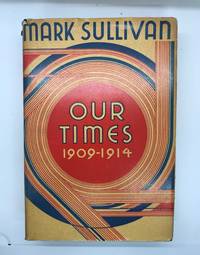 MARK SULLIVAN
OUR
TIMES
1909-1914